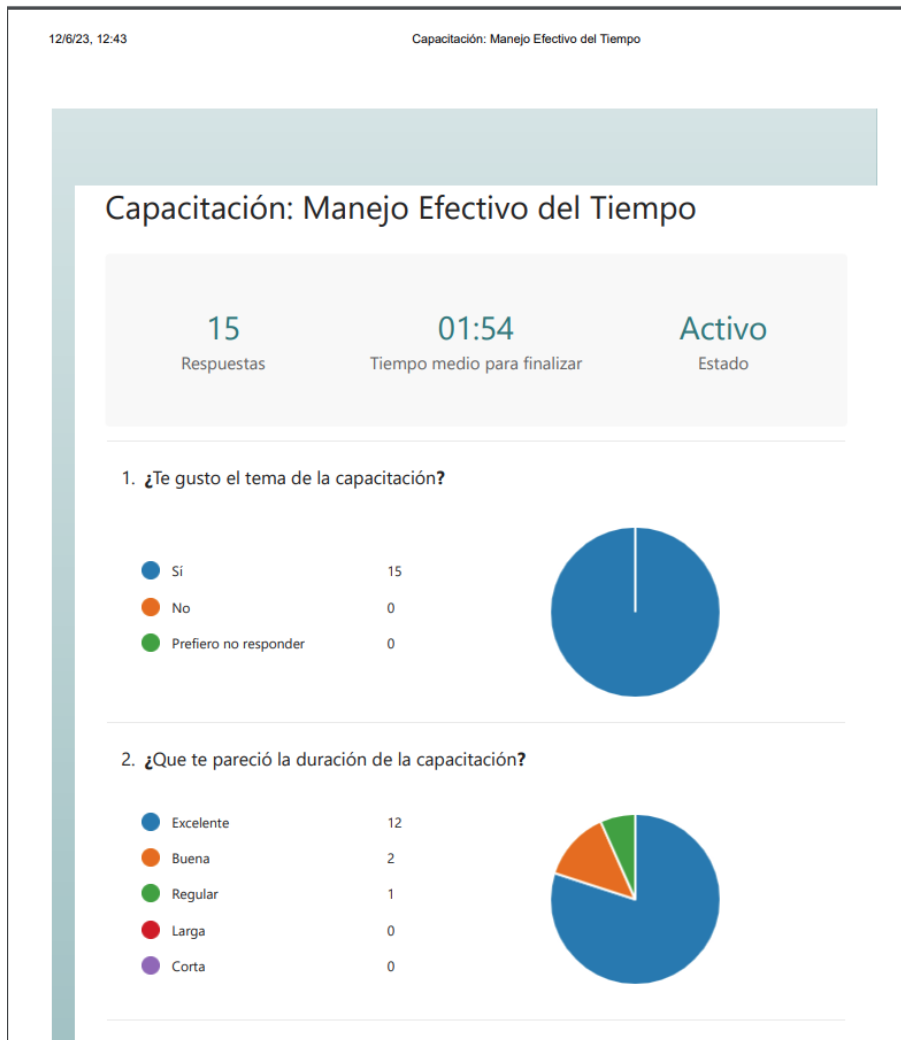 12/6/23, 12:43 Capacitación: Manejo Efectivo del Tiempo
Capacitación: Manejo Efectivo del Tiempo
15 01:54 Activo
Respuestas Tiempo medio para finalizar Estado
1. ¿Te gusto el tema de la capacitación?
Sí 15
No 0
Prefiero no responder 0
2. ¿Que te pareció la duración de la capacitación?
Excelente 12
Buena 2
Regular 1
Larga 0
Corta 0